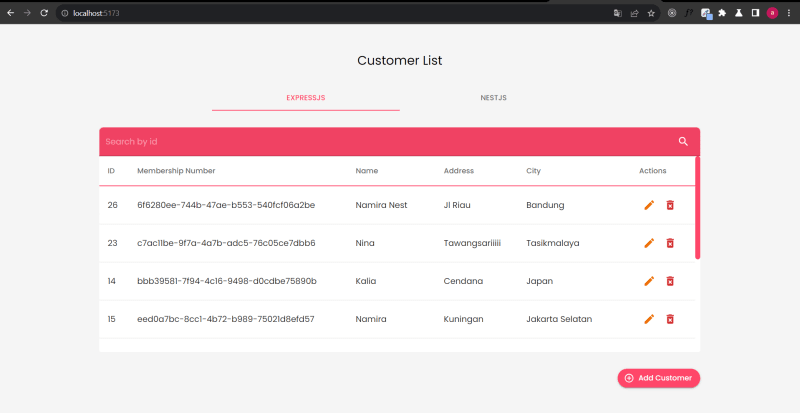 localhost:5173
a
Customer List
EXPRESSJS NESTJS
Search by Id
ID Membership Number Name Address City Actions
26 6f6280ee-744b-47ae-b553-540fcf06a2be Namira Nest Jl Riau Bandung
23 c7ac11be-9f7a-4a7b-adc5-76c05ce7dbb6 Nina Tawangsariiiii Tasikmalaya
14 bbb39581-7f94-4c16-9498-d0cdbe75890b Kalia Cendana Japan
15 eed0a7bc-8cc1-4b72-b989-75021d8efd57 Namira Kuningan Jakarta Selatan
Add Customer